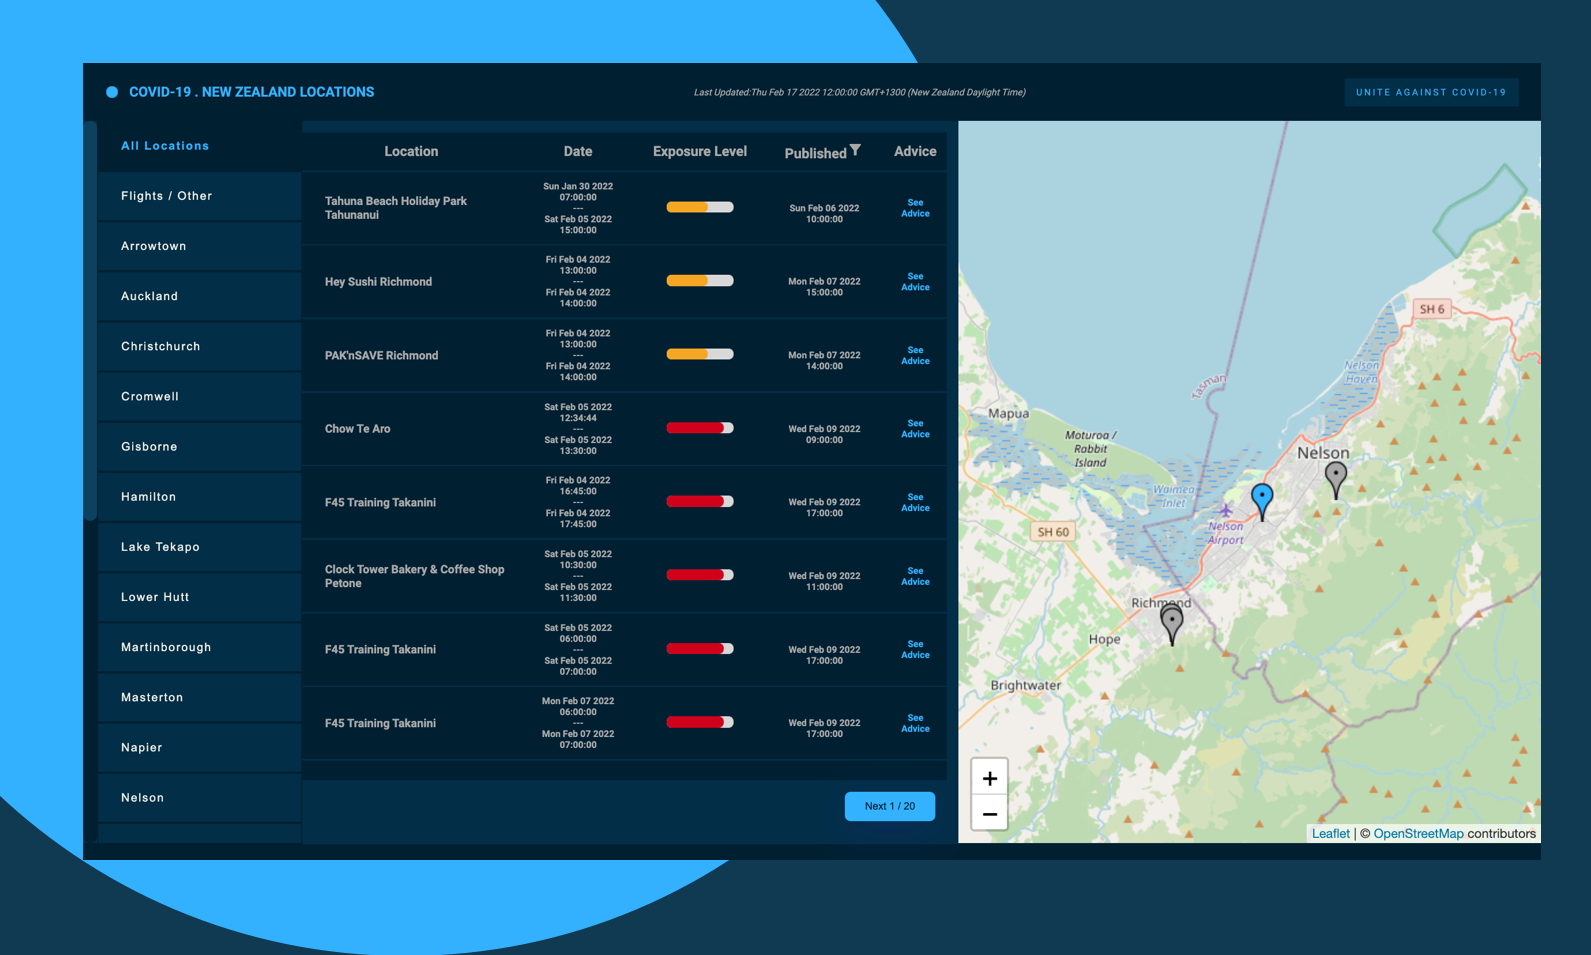 COVID-19 . NEW ZEALAND LOCATIONS
Last Updated:Thu Feb 17 2022 12:00:00 GMT+1300 (New Zealand Daylight Time)
UNITE AGAINST COVID-19
All Locations
Flights / Other
Arrowtown
Auckland
Christchurch
Cromwell
Gisborne
Hamilton
Lake Tekapo
Lower Hutt
Martinborough
Masterton
Napier
Nelson
Location
Date
Exposure Level
Published
Advice
Tahuna Beach Holiday Park
Tahunanui
Sun Jan 30 2022
07:00:00
---
Sat Feb 05 2022
15:00:00
Sun Feb 06 2022
10:00:00
See
Advice
Hey Sushi Richmond
Fri Feb 04 2022
13:00:00
---
Fri Feb 04 2022
14:00:00
Mon Feb 07 2022
15:00:00
See
Advice
PAK'nSAVE Richmond
Fri Feb 04 2022
13:00:00
---
Fri Feb 04 2022
14:00:00
Mon Feb 07 2022
14:00:00
See
Advice
Chow Te Aro
Sat Feb 05 2022
12:34:44
---
Sat Feb 05 2022
13:30:00
Wed Feb 09 2022
09:00:00
See
Advice
F45 Training Takanini
Fri Feb 04 2022
16:45:00
---
Fri Feb 04 2022
17:45:00
Wed Feb 09 2022
17:00:00
See
Advice
Clock Tower Bakery & Coffee Shop
Petone
Sat Feb 05 2022
10:30:00
---
Sat Feb 05 2022
11:30:00
Wed Feb 09 2022
11:00:00
See
Advice
F45 Training Takanini
Sat Feb 05 2022
06:00:00
---
Sat Feb 05 2022
07:00:00
Wed Feb 09 2022
17:00:00
See
Advice
F45 Training Takanini
Mon Feb 07 2022
06:00:00
---
Mon Feb 07 2022
07:00:00
Wed Feb 09 2022
17:00:00
See
Advice
Next 1 / 20
SH 6
Nelson
Haven
Tasman
Mapua
Moturoa /
Rabbit
Island
Nelson
Waimea
Inlet
SH 60
Nelson
Airport
Richmond
Hope
Brightwater
+
−
Leaflet | © OpenStreetMap contributors